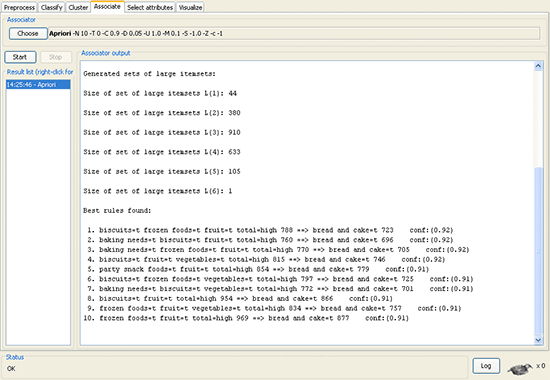 Preprocess Classify Cluster Associate Select attributes Visualize
Associator
Choose Apriori -N 10 -T 0 -C 0.9 -D 0.05 -U 1.0 -M 0.1 -S -1.0 -Z -c -1
Start Stop
Associator output
Result list (right-click for
14:25:46 - Apriori
Generated sets of large itemsets:
Size of set of large itemsets L(1): 44
Size of set of large itemsets L(2): 380
Size of set of large itemsets L(3): 910
Size of set of large itemsets L(4): 633
Size of set of large itemsets L(5): 105
Size of set of large itemsets L(6): 1
Best rules found:
1. biscuits=t frozen foods=t fruit=t total=high 788 ==> bread and cake=t 723 conf:(0.92)
2. baking needs=t biscuits=t fruit=t total=high 760 ==> bread and cake=t 696 conf:(0.92)
3. baking needs=t frozen foods=t fruit=t total=high 770 ==> bread and cake=t 705 conf:(0.92)
4. biscuits=t fruit=t vegetables=t total=high 815 ==> bread and cake=t 746 conf:(0.92)
5. party snack foods=t fruit=t total=high 854 ==> bread and cake=t 779 conf:(0.91)
6. biscuits=t frozen foods=t vegetables=t total=high 797 ==> bread and cake=t 725 conf:(0.91)
7. baking needs=t biscuits=t vegetables=t total=high 772 ==> bread and cake=t 701 conf:(0.91)
8. biscuits=t fruit=t total=high 954 ==> bread and cake=t 866 conf:(0.91)
9. frozen foods=t fruit=t vegetables=t total=high 834 ==> bread and cake=t 757 conf:(0.91)
10. frozen foods=t fruit=t total=high 969 ==> bread and cake=t 877 conf:(0.91)
Status
OK
Log x 0